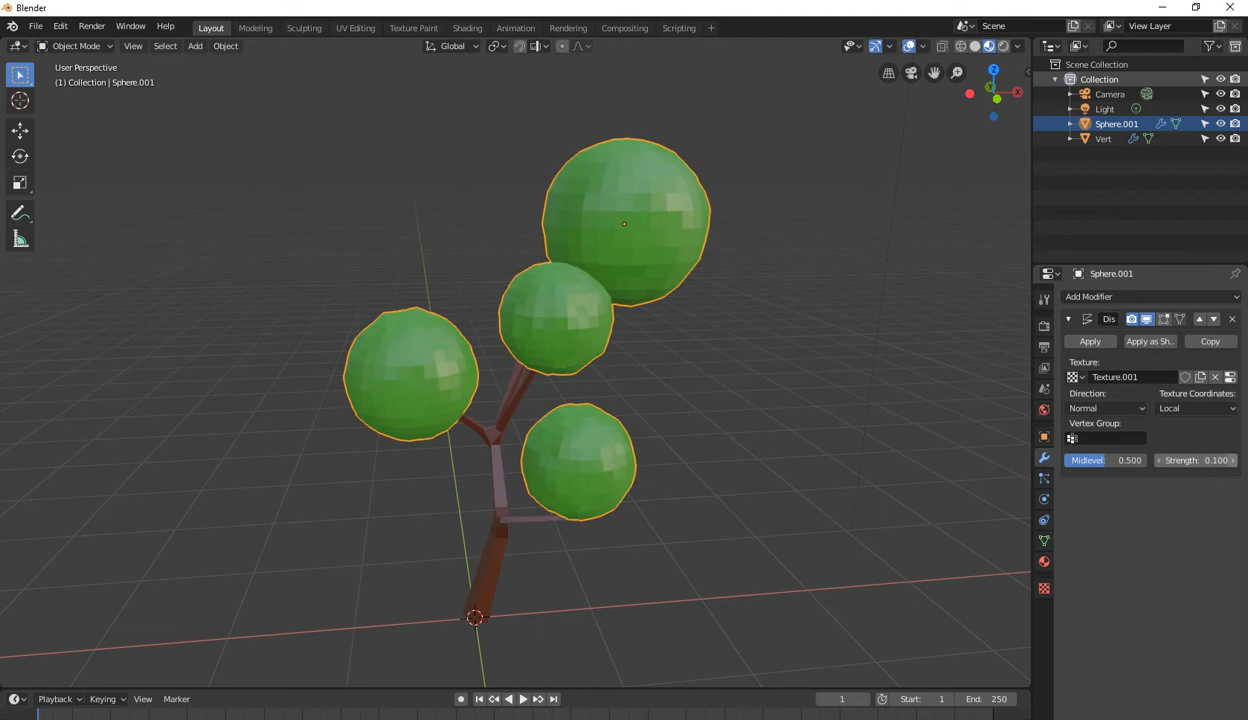 Blender
File Edit Render Window Help Layout Modeling Sculpting UV Editing Texture Paint Shading Animation Rendering Compositing Scripting + Scene View Layer
Object Mode View Select Add Object Global
User Perspective
(1) Collection | Sphere.001
Z
X
Y
Scene Collection
Collection
Camera
Light
Sphere.001
Vert
Sphere.001
Add Modifier
Dis
Apply Apply as Sh.. Copy
Texture:
Texture.001
Direction: Texture Coordinates:
Normal Local
Vertex Group:
Midlevel: 0.500 Strength: 0.100
Playback Keying View Marker 1 Start: 1 End: 250